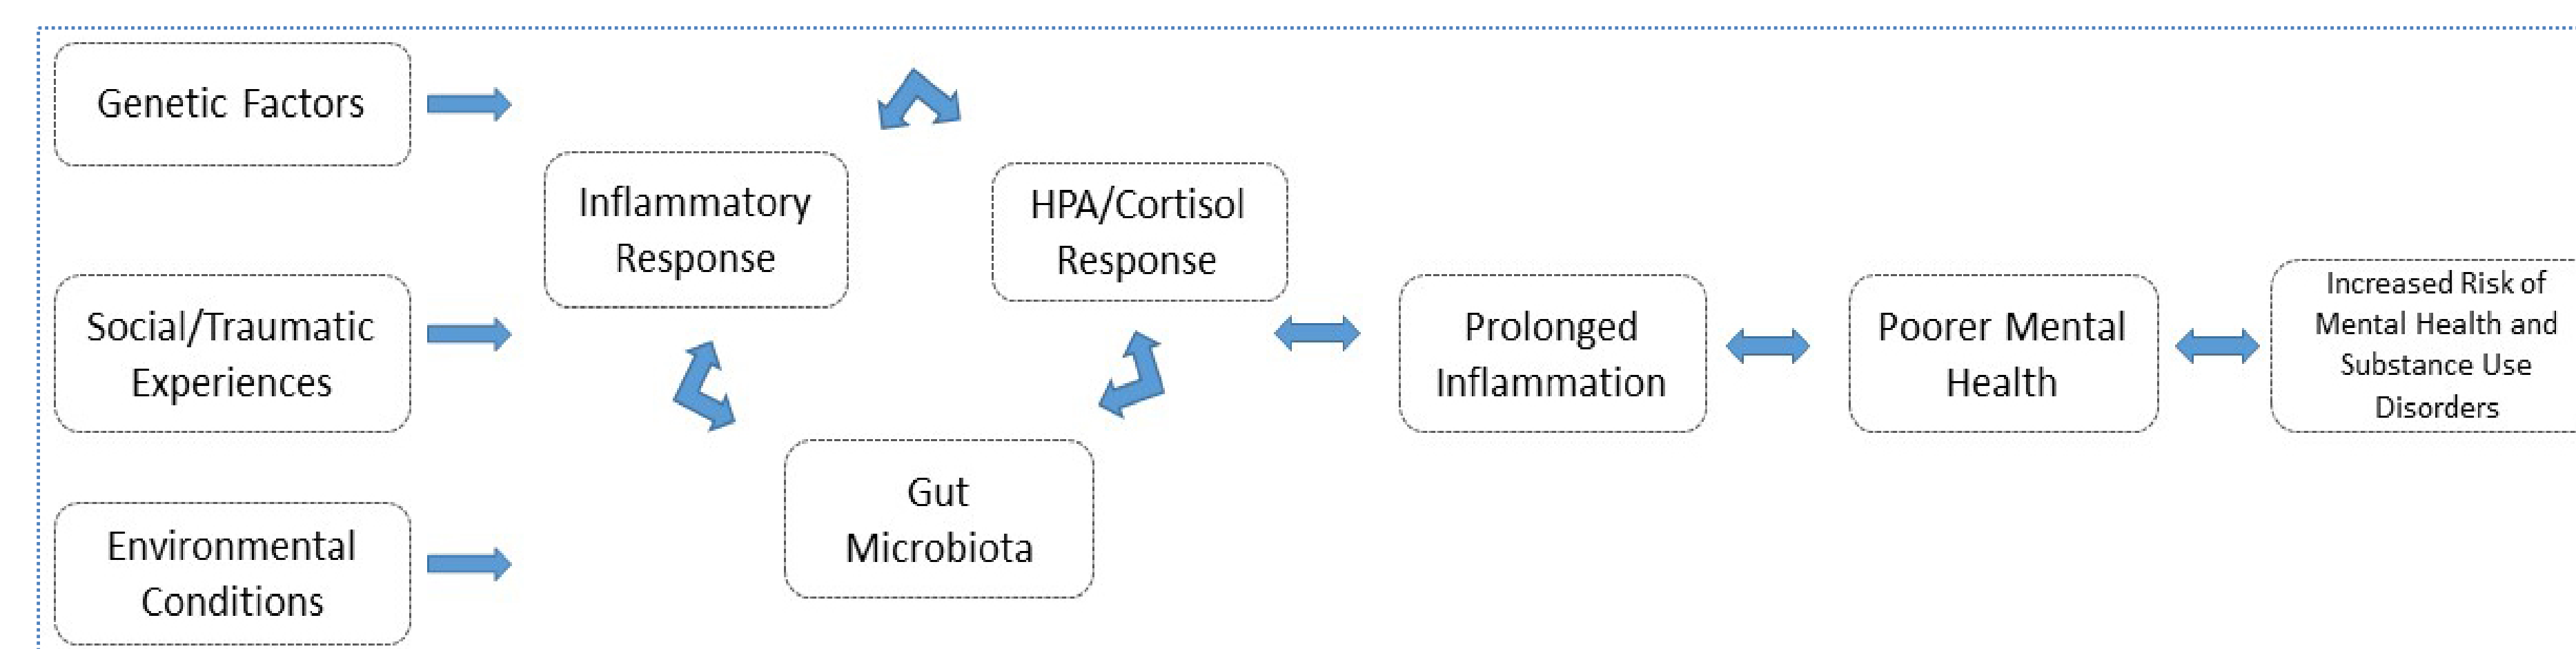 Genetic Factors
Social/Traumatic
Experiences
Environmental
Conditions
Inflammatory
Response
HPA/Cortisol
Response
Gut
Microbiota
Prolonged
Inflammation
Poorer Mental
Health
Increased Risk of
Mental Health and
Substance Use
Disorders